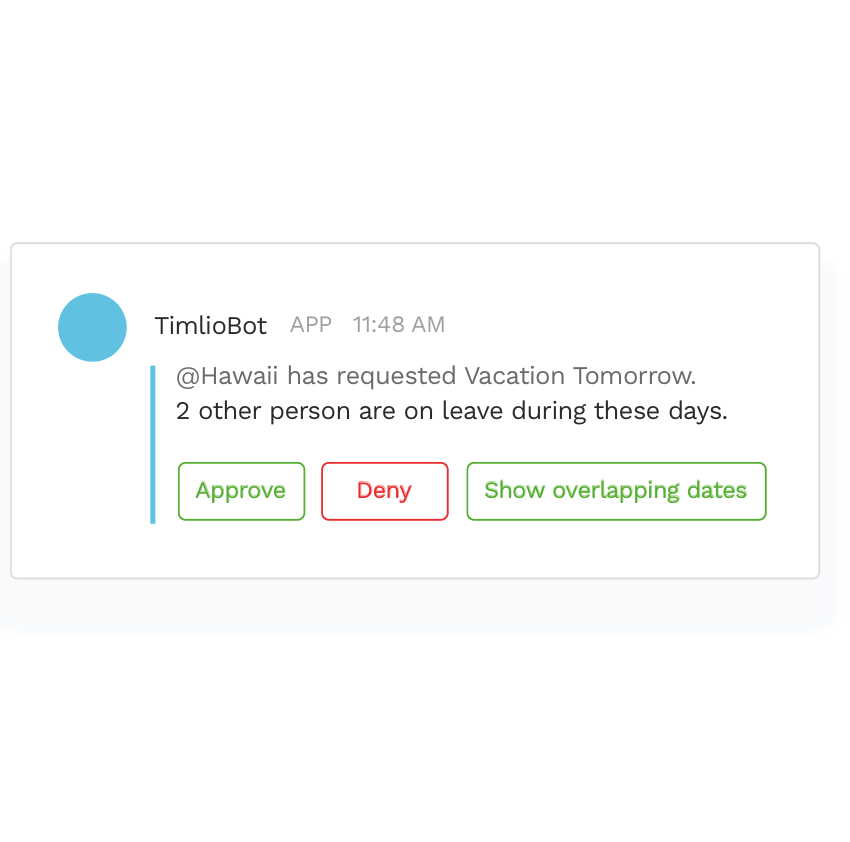 TimlioBot APP 11:48 AM
@Hawaii has requested Vacation Tomorrow.
2 other person are on leave during these days.
Approve Deny Show overlapping dates